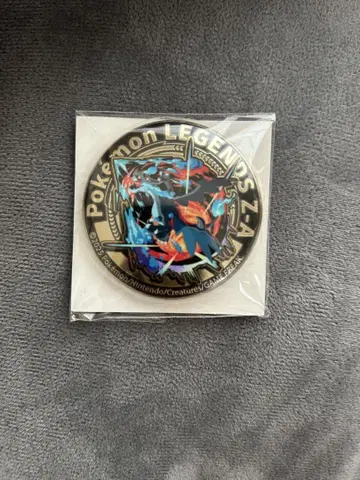 Pokémon LEGENDS Z-A
©2025 Pokémon/Nintendo/Creatures/GAME FREAK